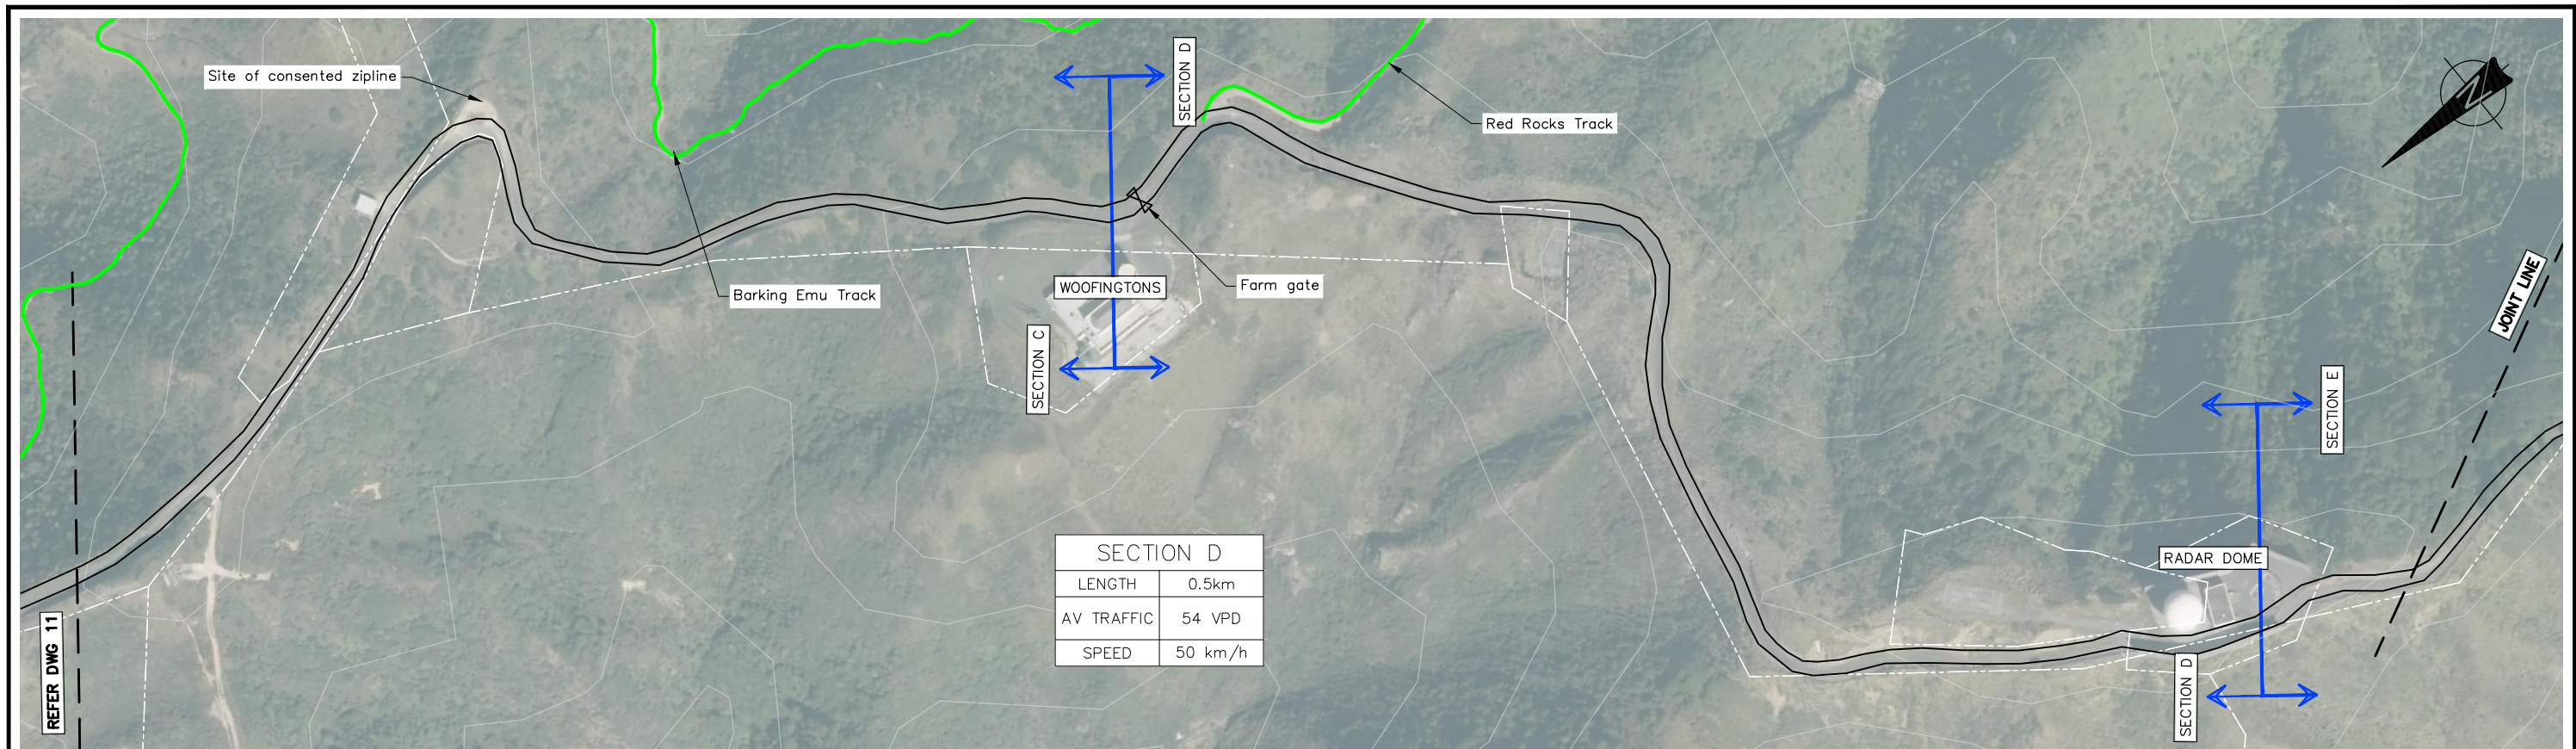 Site of consented zipline
SECTION D
Red Rocks Track
Barking Emu Track
WOOFINGTONS
Farm gate
JOINT LINE
SECTION C
SECTION E
SECTION D
LENGTH 0.5km
AV TRAFFIC 54 VPD
SPEED 50 km/h
RADAR DOME
REFER DWG 11
SECTION D